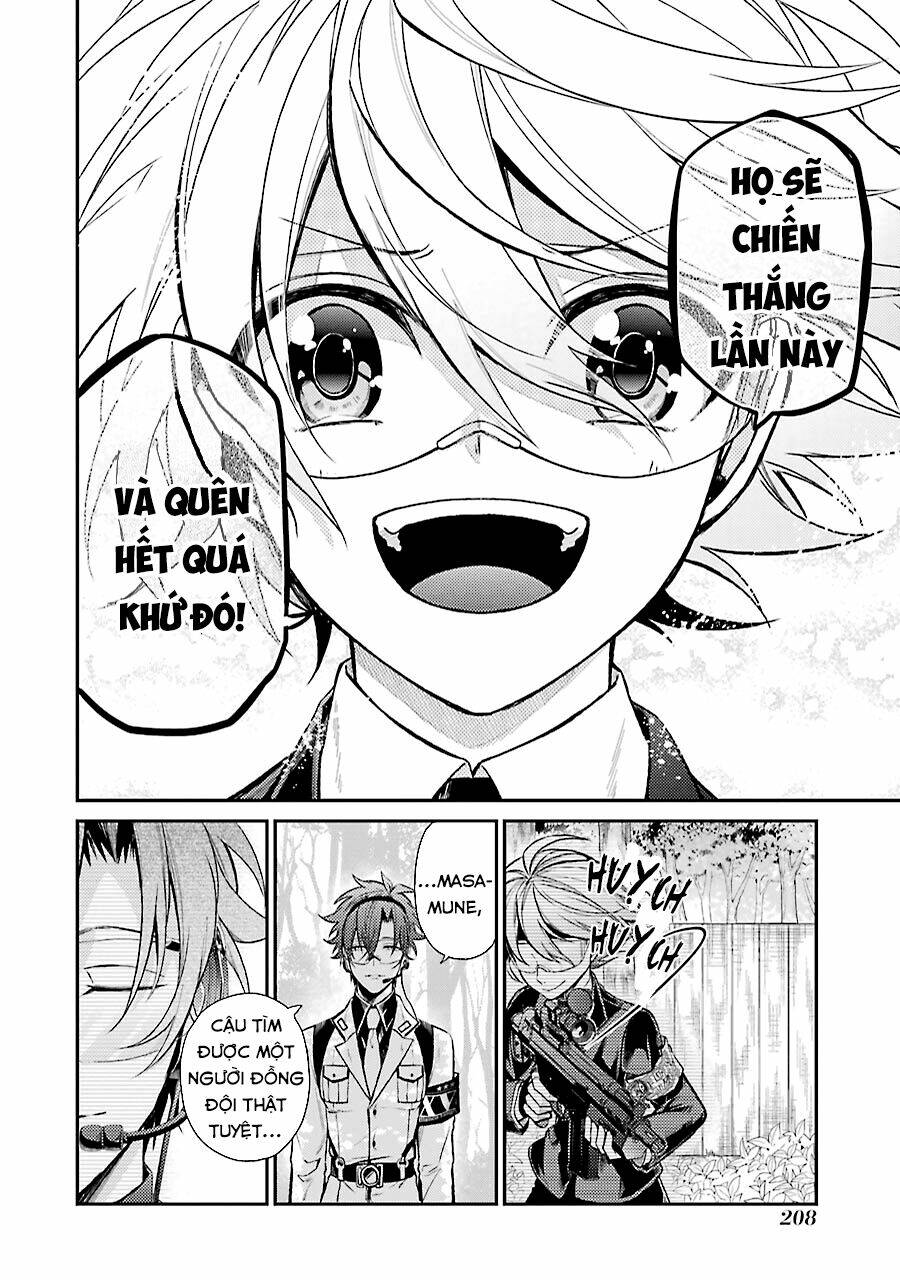 HỌ SẼ
CHIẾN
THẮNG
LẦN NÀY
VÀ QUÊN
HẾT QUÁ
KHỨ ĐÓ!
HUỴCH
HUỴCH
...MASA-
MUNE,
CẬU TÌM
ĐƯỢC MỘT
NGƯỜI ĐỒNG
ĐỘI THẬT
TUYỆT...
208